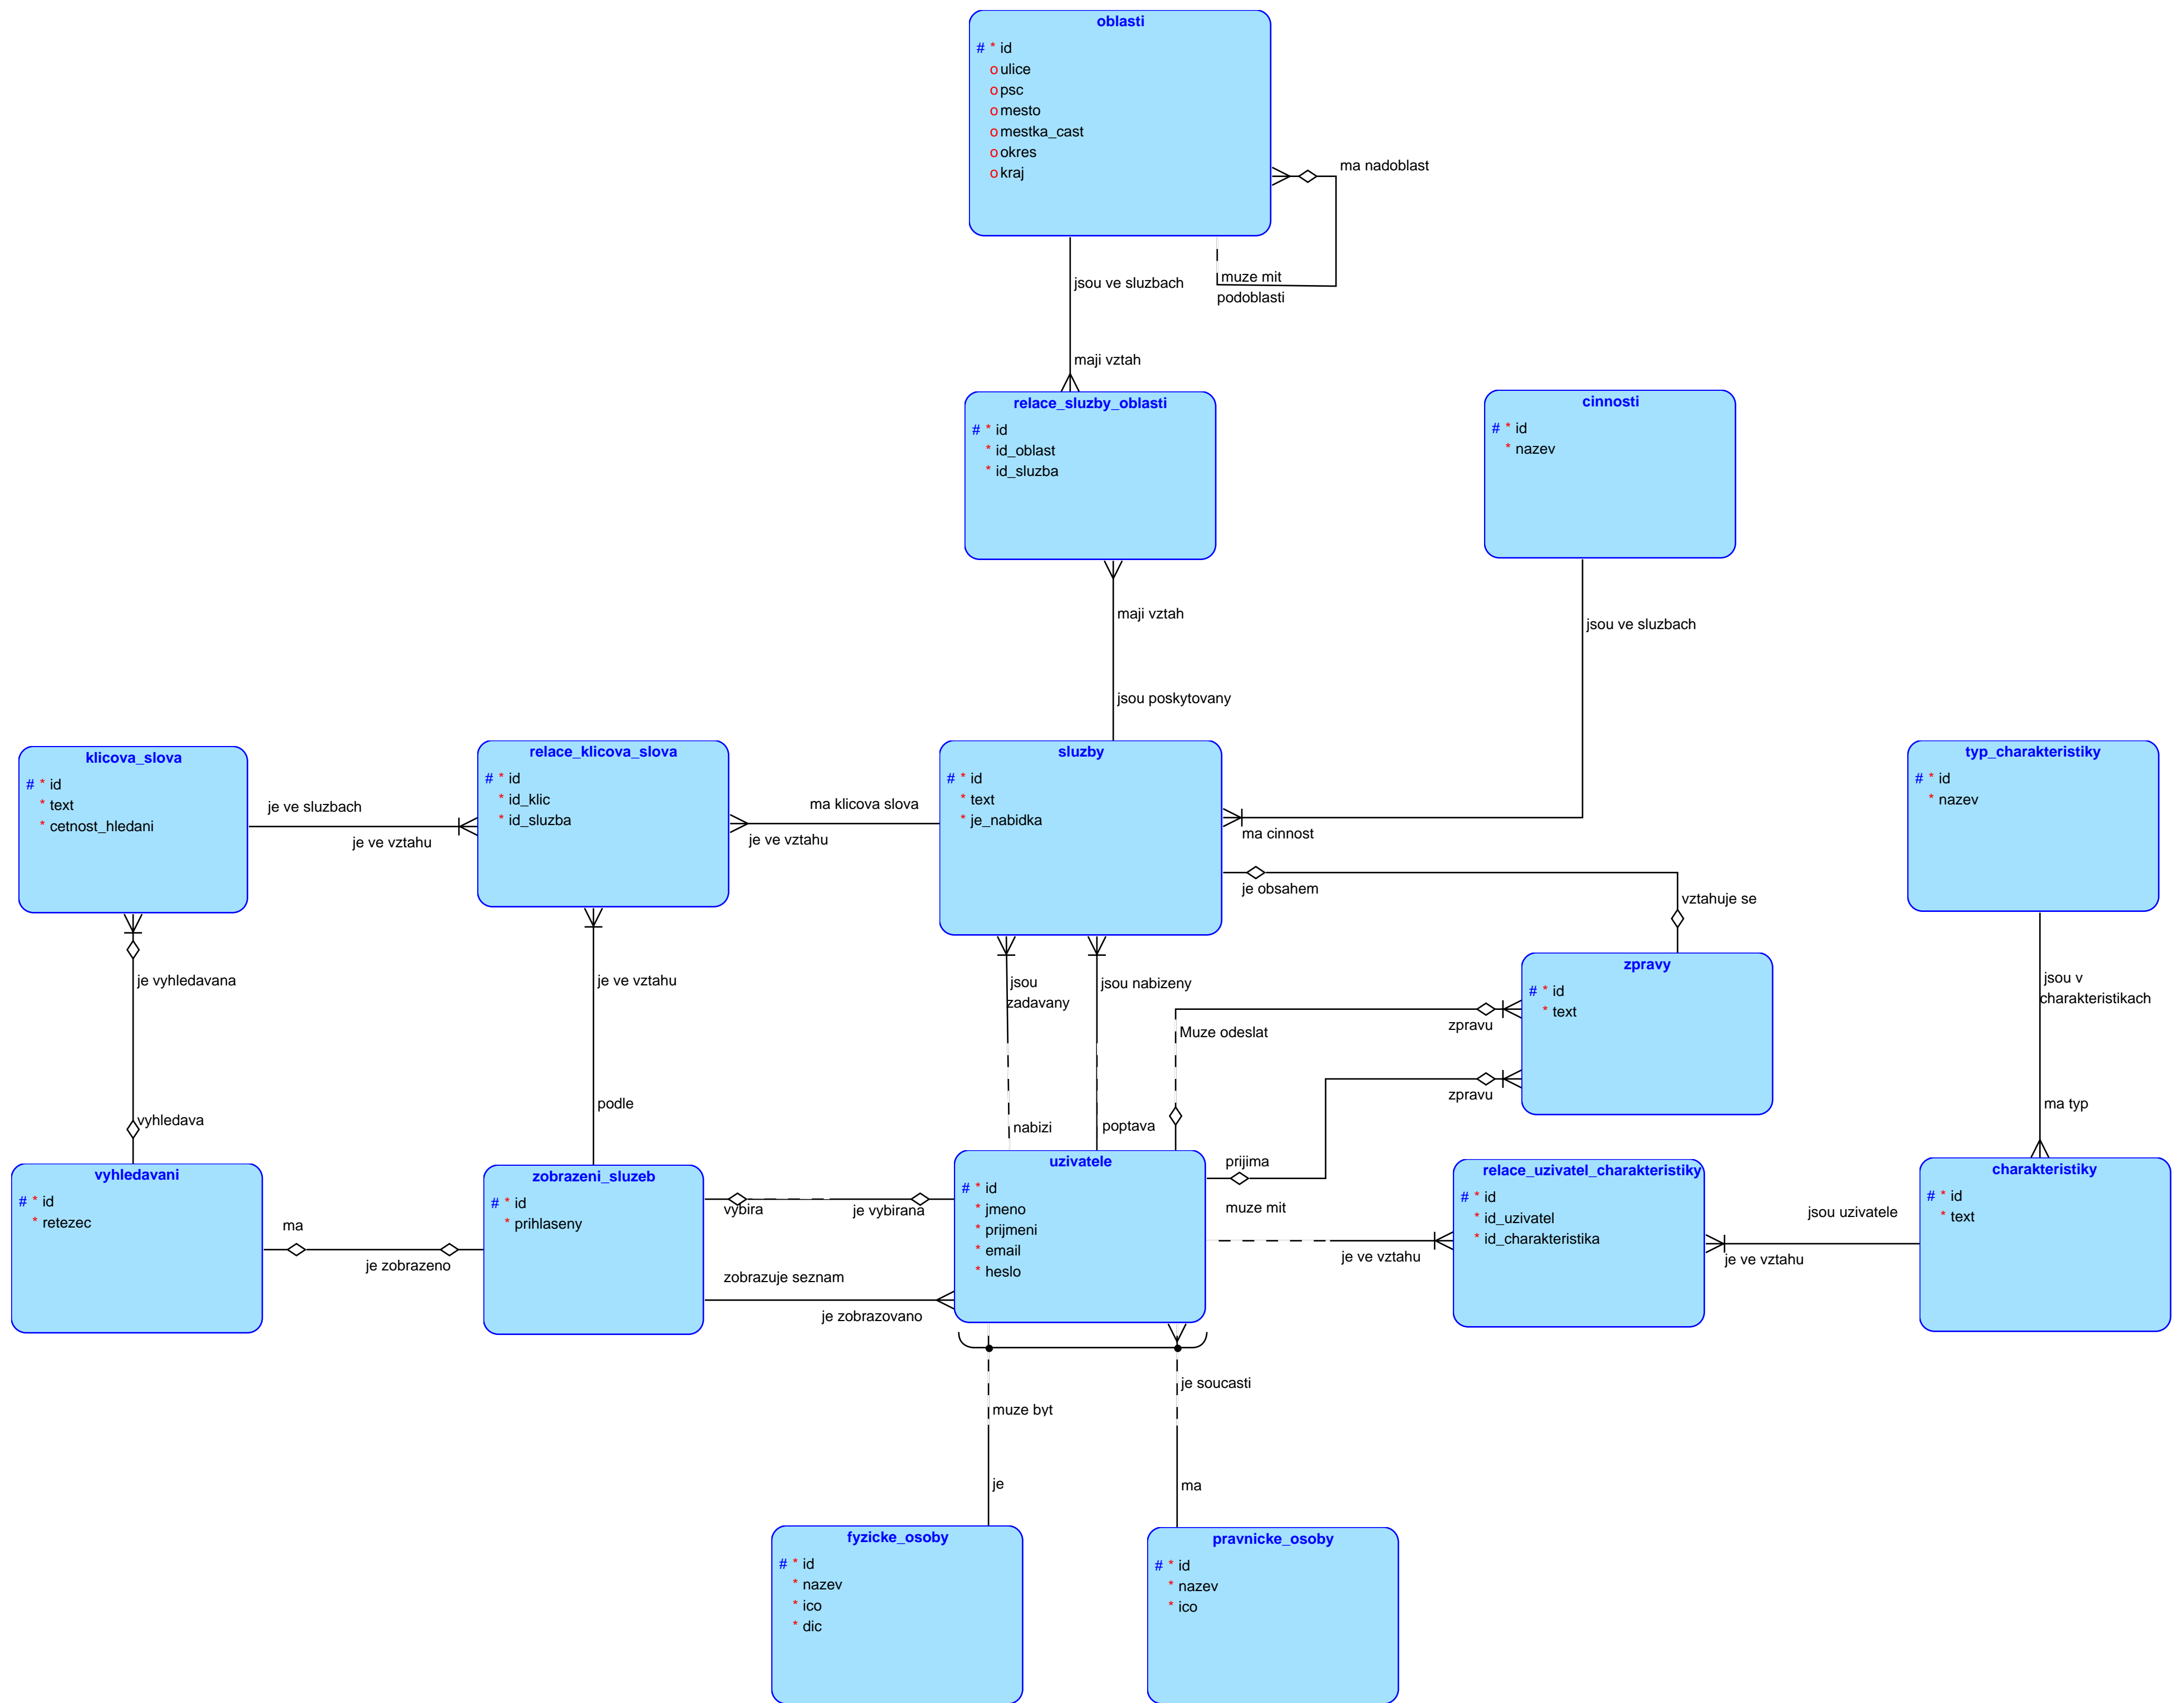 oblasti
# * id
o ulice
o psc
o mesto
o mestka_cast
o okres
o kraj
ma nadoblast
muze mit
podoblasti
jsou ve sluzbach
maji vztah
relace_sluzby_oblasti
# * id
* id_oblast
* id_sluzba
cinnosti
# * id
* nazev
maji vztah
jsou ve sluzbach
jsou poskytovany
klicova_slova
# * id
* text
* cetnost_hledani
je ve sluzbach
je ve vztahu
relace_klicova_slova
# * id
* id_klic
* id_sluzba
ma klicova slova
je ve vztahu
sluzby
# * id
* text
* je_nabidka
ma cinnost
je obsahem
vztahuje se
typ_charakteristiky
# * id
* nazev
je vyhledavana
vyhledava
je ve vztahu
podle
jsou
zadavany
nabizi
jsou nabizeny
poptava
Muze odeslat
zpravu
zpravu
prijima
zpravy
# * id
* text
jsou v
charakteristikach
ma typ
vyhledavani
# * id
* retezec
ma
je zobrazeno
zobrazeni_sluzeb
# * id
* prihlaseny
vybira
je vybirana
zobrazuje seznam
je zobrazovano
uzivatele
# * id
* jmeno
* prijmeni
* email
* heslo
muze mit
je ve vztahu
relace_uzivatel_charakteristiky
# * id
* id_uzivatel
* id_charakteristika
jsou uzivatele
je ve vztahu
charakteristiky
# * id
* text
muze byt
je
je soucasti
ma
fyzicke_osoby
# * id
* nazev
* ico
* dic
pravnicke_osoby
# * id
* nazev
* ico